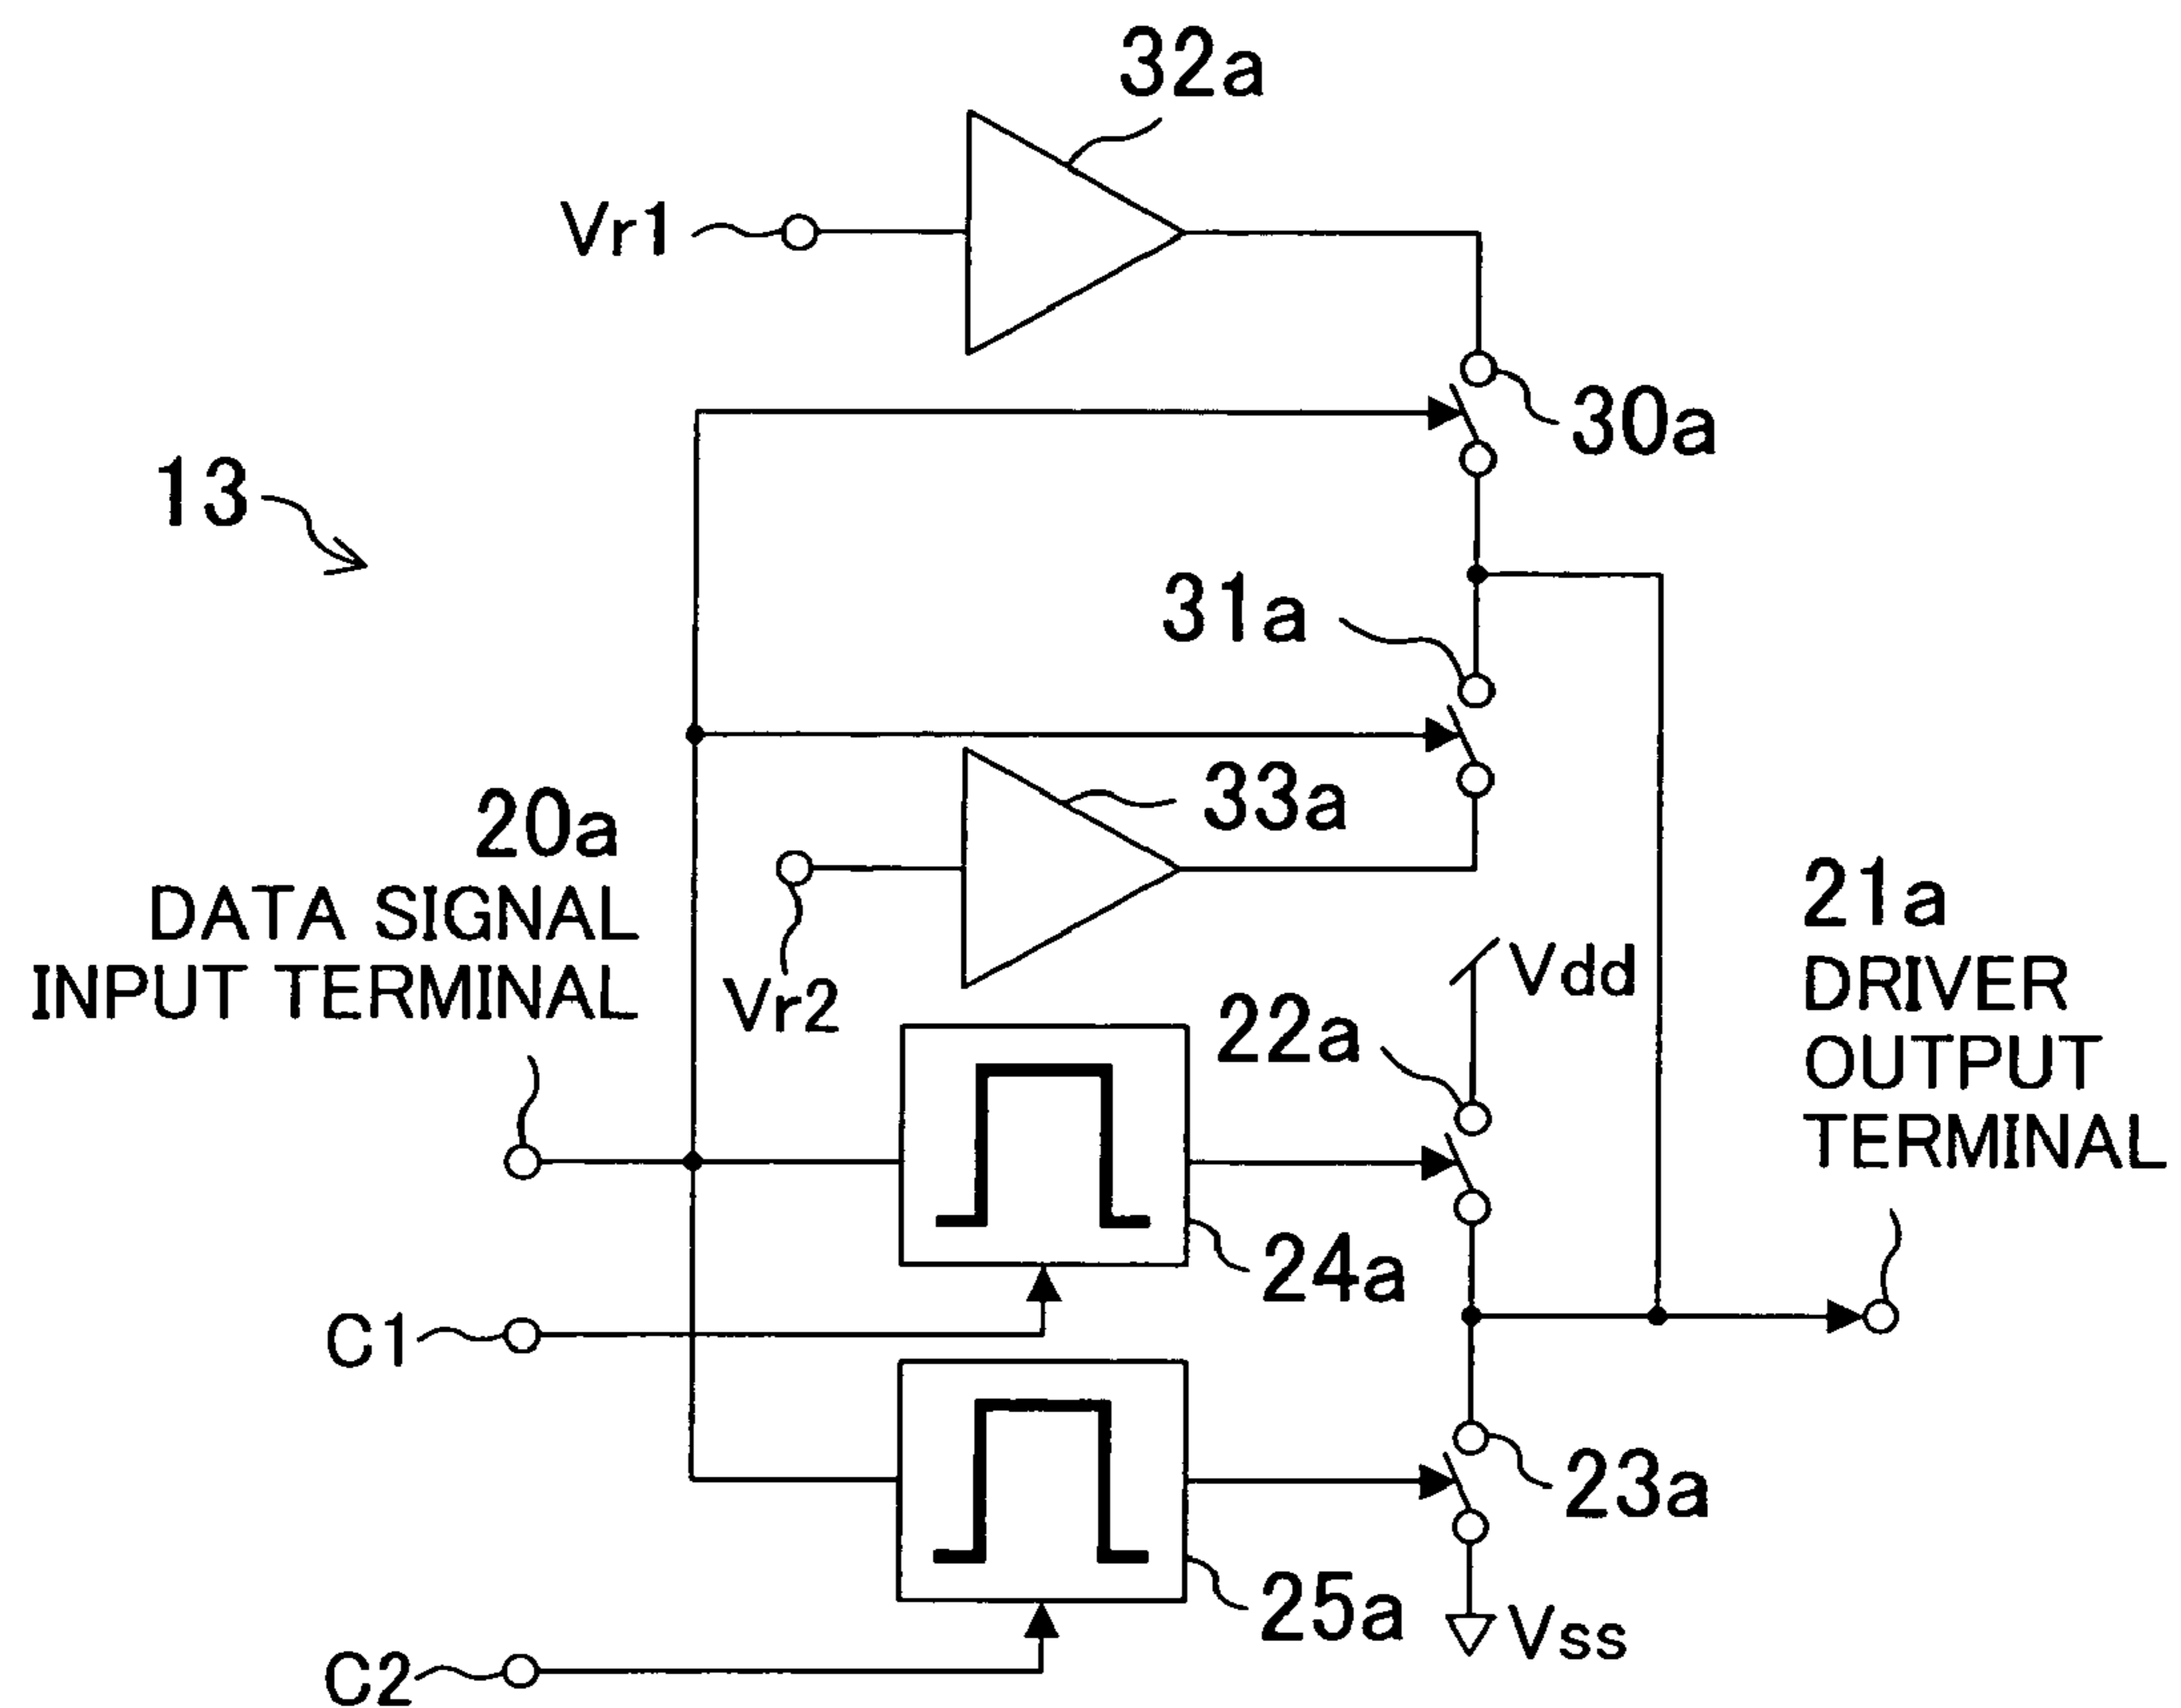 32a
Vr1
30a
13
31a
33a
20a
DATA SIGNAL
INPUT TERMINAL
Vr2
22a
Vdd
21a
DRIVER
OUTPUT
TERMINAL
24a
C1
23a
25a
Vss
C2